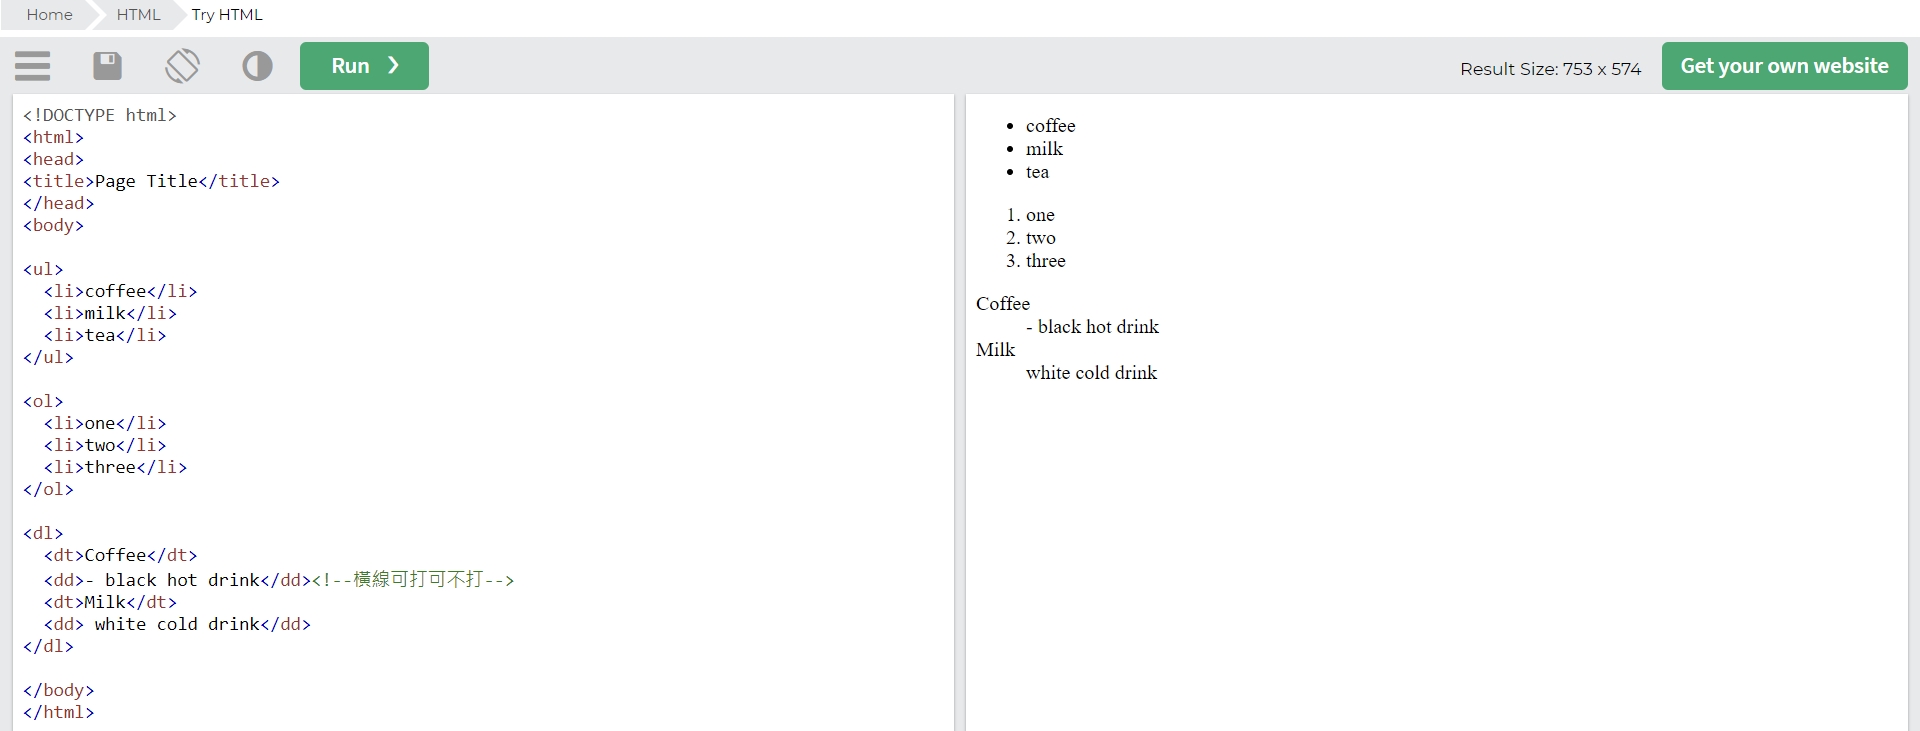 Home HTML Try HTML
Run ❯ Result Size: 753 x 574 Get your own website
<!DOCTYPE html>
<html>
<head>
<title>Page Title</title>
</head>
<body>

<ul>
  <li>coffee</li>
  <li>milk</li>
  <li>tea</li>
</ul>

<ol>
  <li>one</li>
  <li>two</li>
  <li>three</li>
</ol>

<dl>
  <dt>Coffee</dt>
  <dd>- black hot drink</dd><!--橫線可打可不打-->
  <dt>Milk</dt>
  <dd> white cold drink</dd>
</dl>

</body>
</html>
• coffee
• milk
• tea
1. one
2. two
3. three
Coffee
- black hot drink
Milk
white cold drink